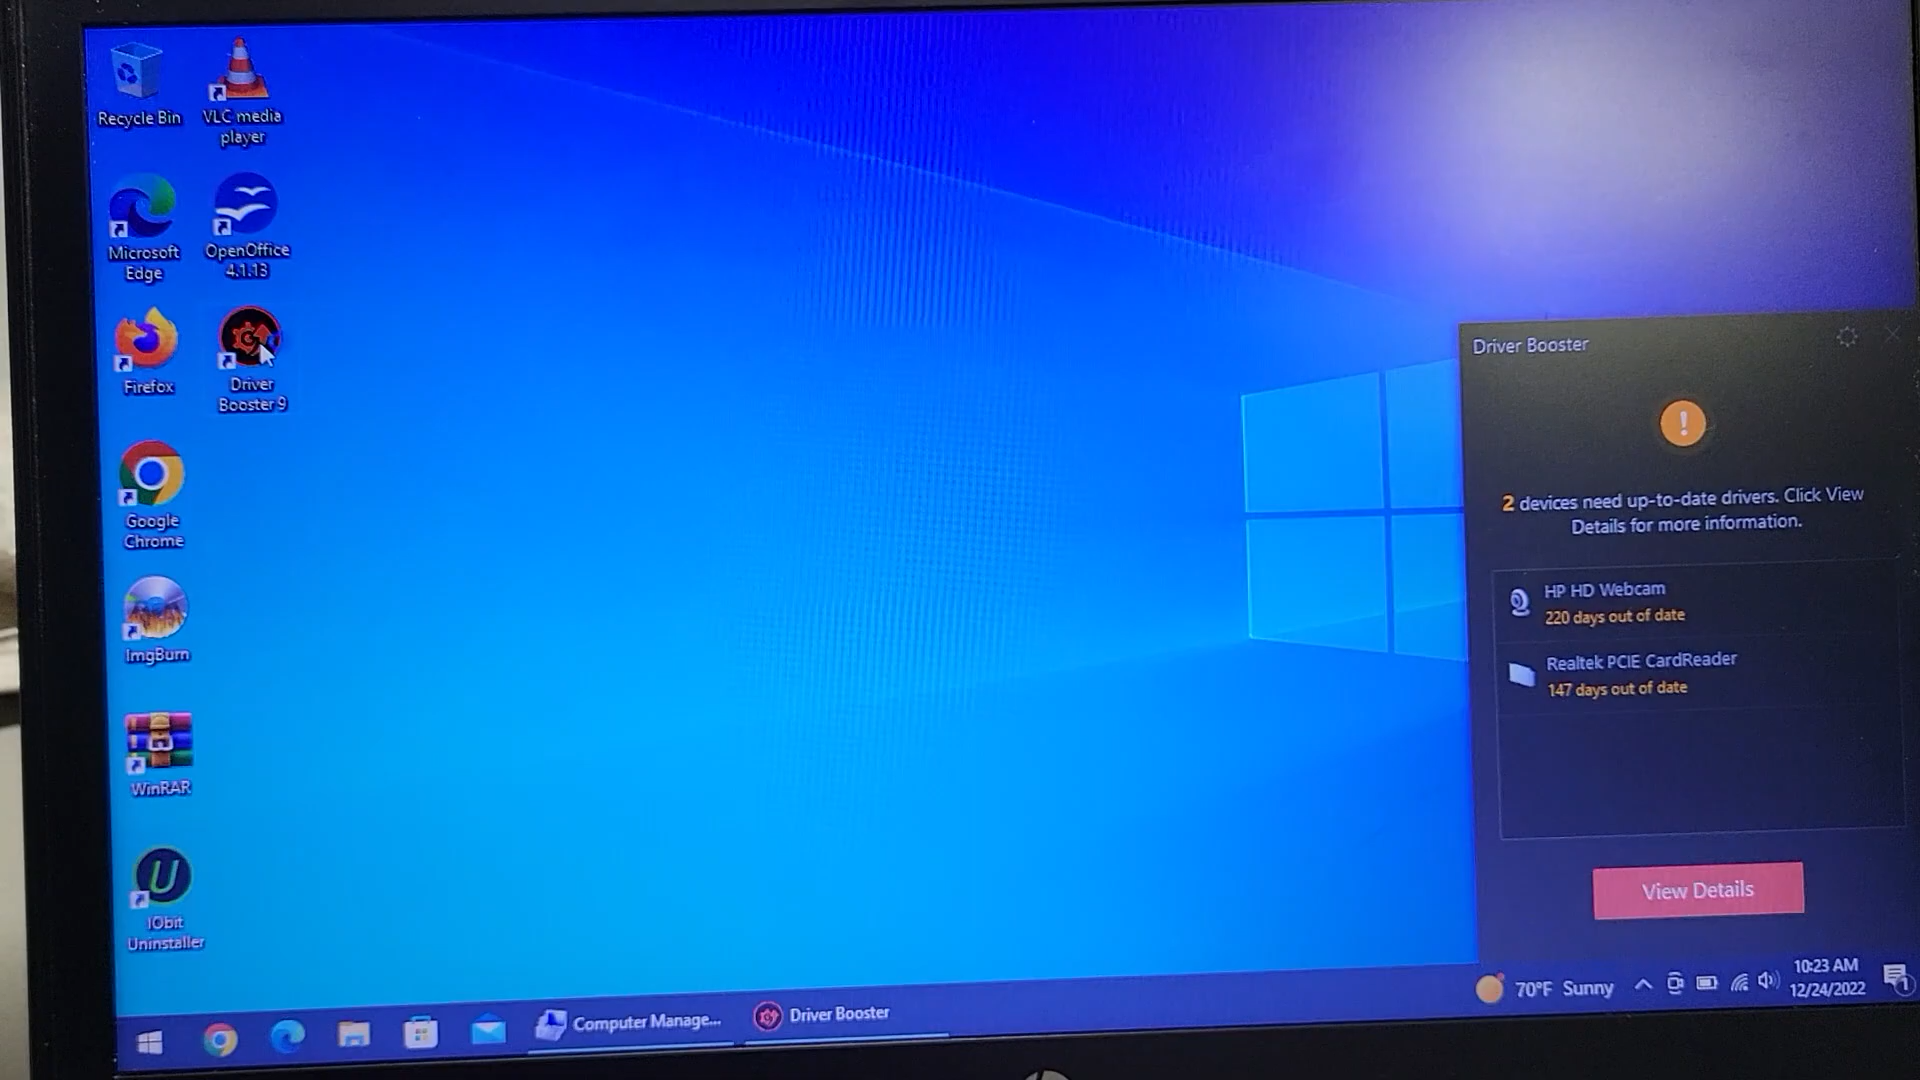 Recycle Bin
VLC media
player
Microsoft
Edge
OpenOffice
4.1.13
Firefox
Driver
Booster 9
Google
Chrome
ImgBurn
WinRAR
IObit
Uninstaller
Driver Booster
!
2 devices need up-to-date drivers. Click View
Details for more information.
HP HD Webcam
220 days out of date
Realtek PCIE CardReader
147 days out of date
View Details
Computer Manage...
Driver Booster
70°F Sunny
10:23 AM
12/24/2022
1